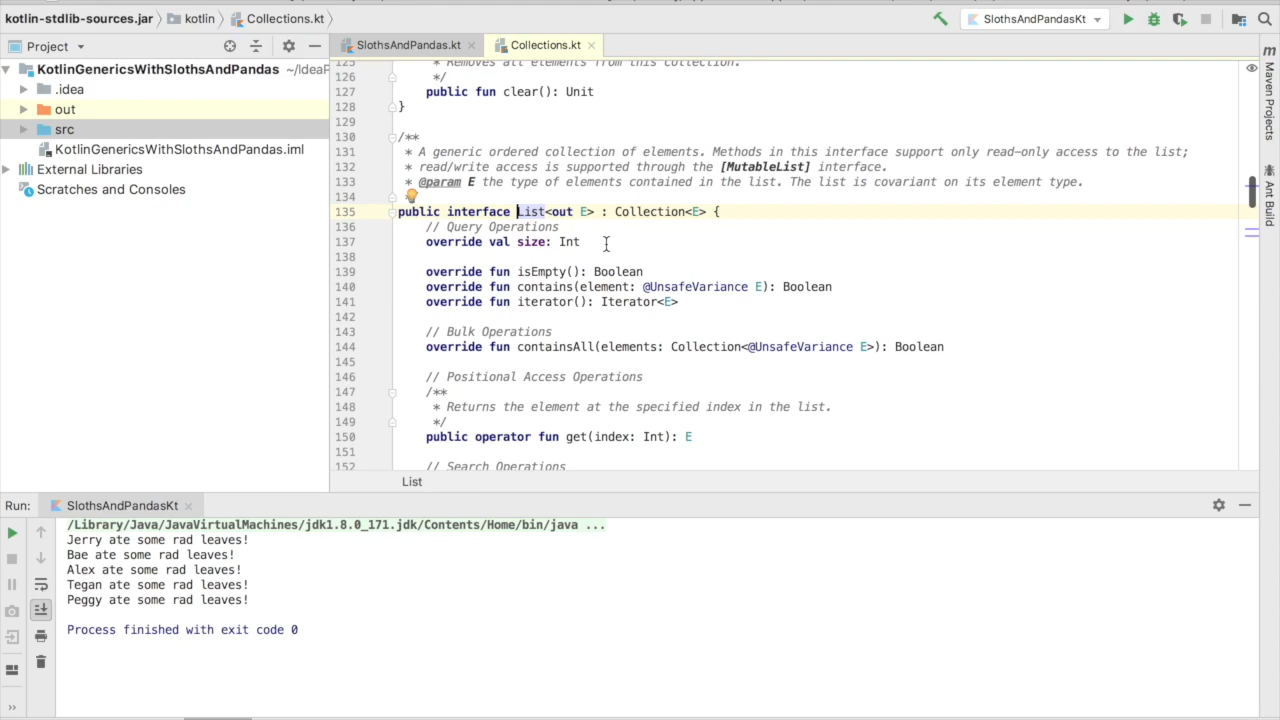 kotlin-stdlib-sources.jar kotlin Collections.kt SlothsAndPandasKt
Project SlothsAndPandas.kt Collections.kt
KotlinGenericsWithSlothsAndPandas ~/IdeaP
.idea
out
src
KotlinGenericsWithSlothsAndPandas.iml
External Libraries
Scratches and Consoles
125 * Removes all elements from this collection.
126 */
127 public fun clear(): Unit
128 }
129
130 /**
131 * A generic ordered collection of elements. Methods in this interface support only read-only access to the list;
132 * read/write access is supported through the [MutableList] interface.
133 * @param E the type of elements contained in the list. The list is covariant on its element type.
134
135 public interface List<out E> : Collection<E> {
136 // Query Operations
137 override val size: Int
138
139 override fun isEmpty(): Boolean
140 override fun contains(element: @UnsafeVariance E): Boolean
141 override fun iterator(): Iterator<E>
142
143 // Bulk Operations
144 override fun containsAll(elements: Collection<@UnsafeVariance E>): Boolean
145
146 // Positional Access Operations
147 /**
148 * Returns the element at the specified index in the list.
149 */
150 public operator fun get(index: Int): E
151
152 // Search Operations
List
m Maven Projects
Ant Build
Run: SlothsAndPandasKt
/Library/Java/JavaVirtualMachines/jdk1.8.0_171.jdk/Contents/Home/bin/java ...
Jerry ate some rad leaves!
Bae ate some rad leaves!
Alex ate some rad leaves!
Tegan ate some rad leaves!
Peggy ate some rad leaves!
Process finished with exit code 0